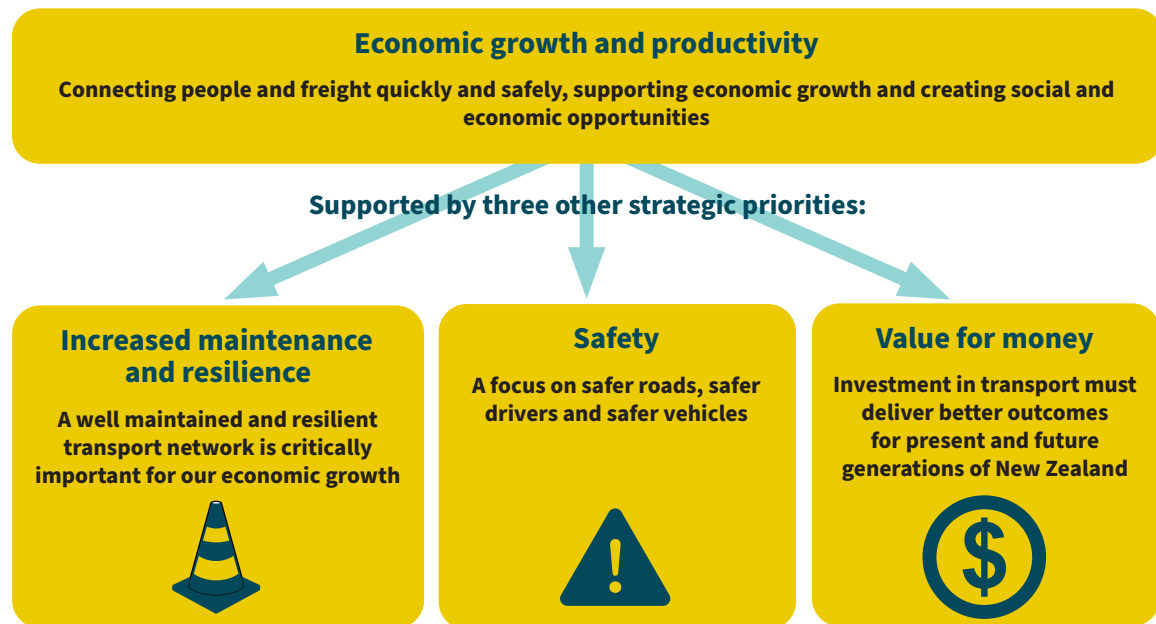 Economic growth and productivity
Connecting people and freight quickly and safely, supporting economic growth and creating social and
economic opportunities
Supported by three other strategic priorities:
Increased maintenance
and resilience
A well maintained and resilient
transport network is critically
important for our economic growth
Safety
A focus on safer roads, safer
drivers and safer vehicles
!
Value for money
Investment in transport must
deliver better outcomes
for present and future
generations of New Zealand
$